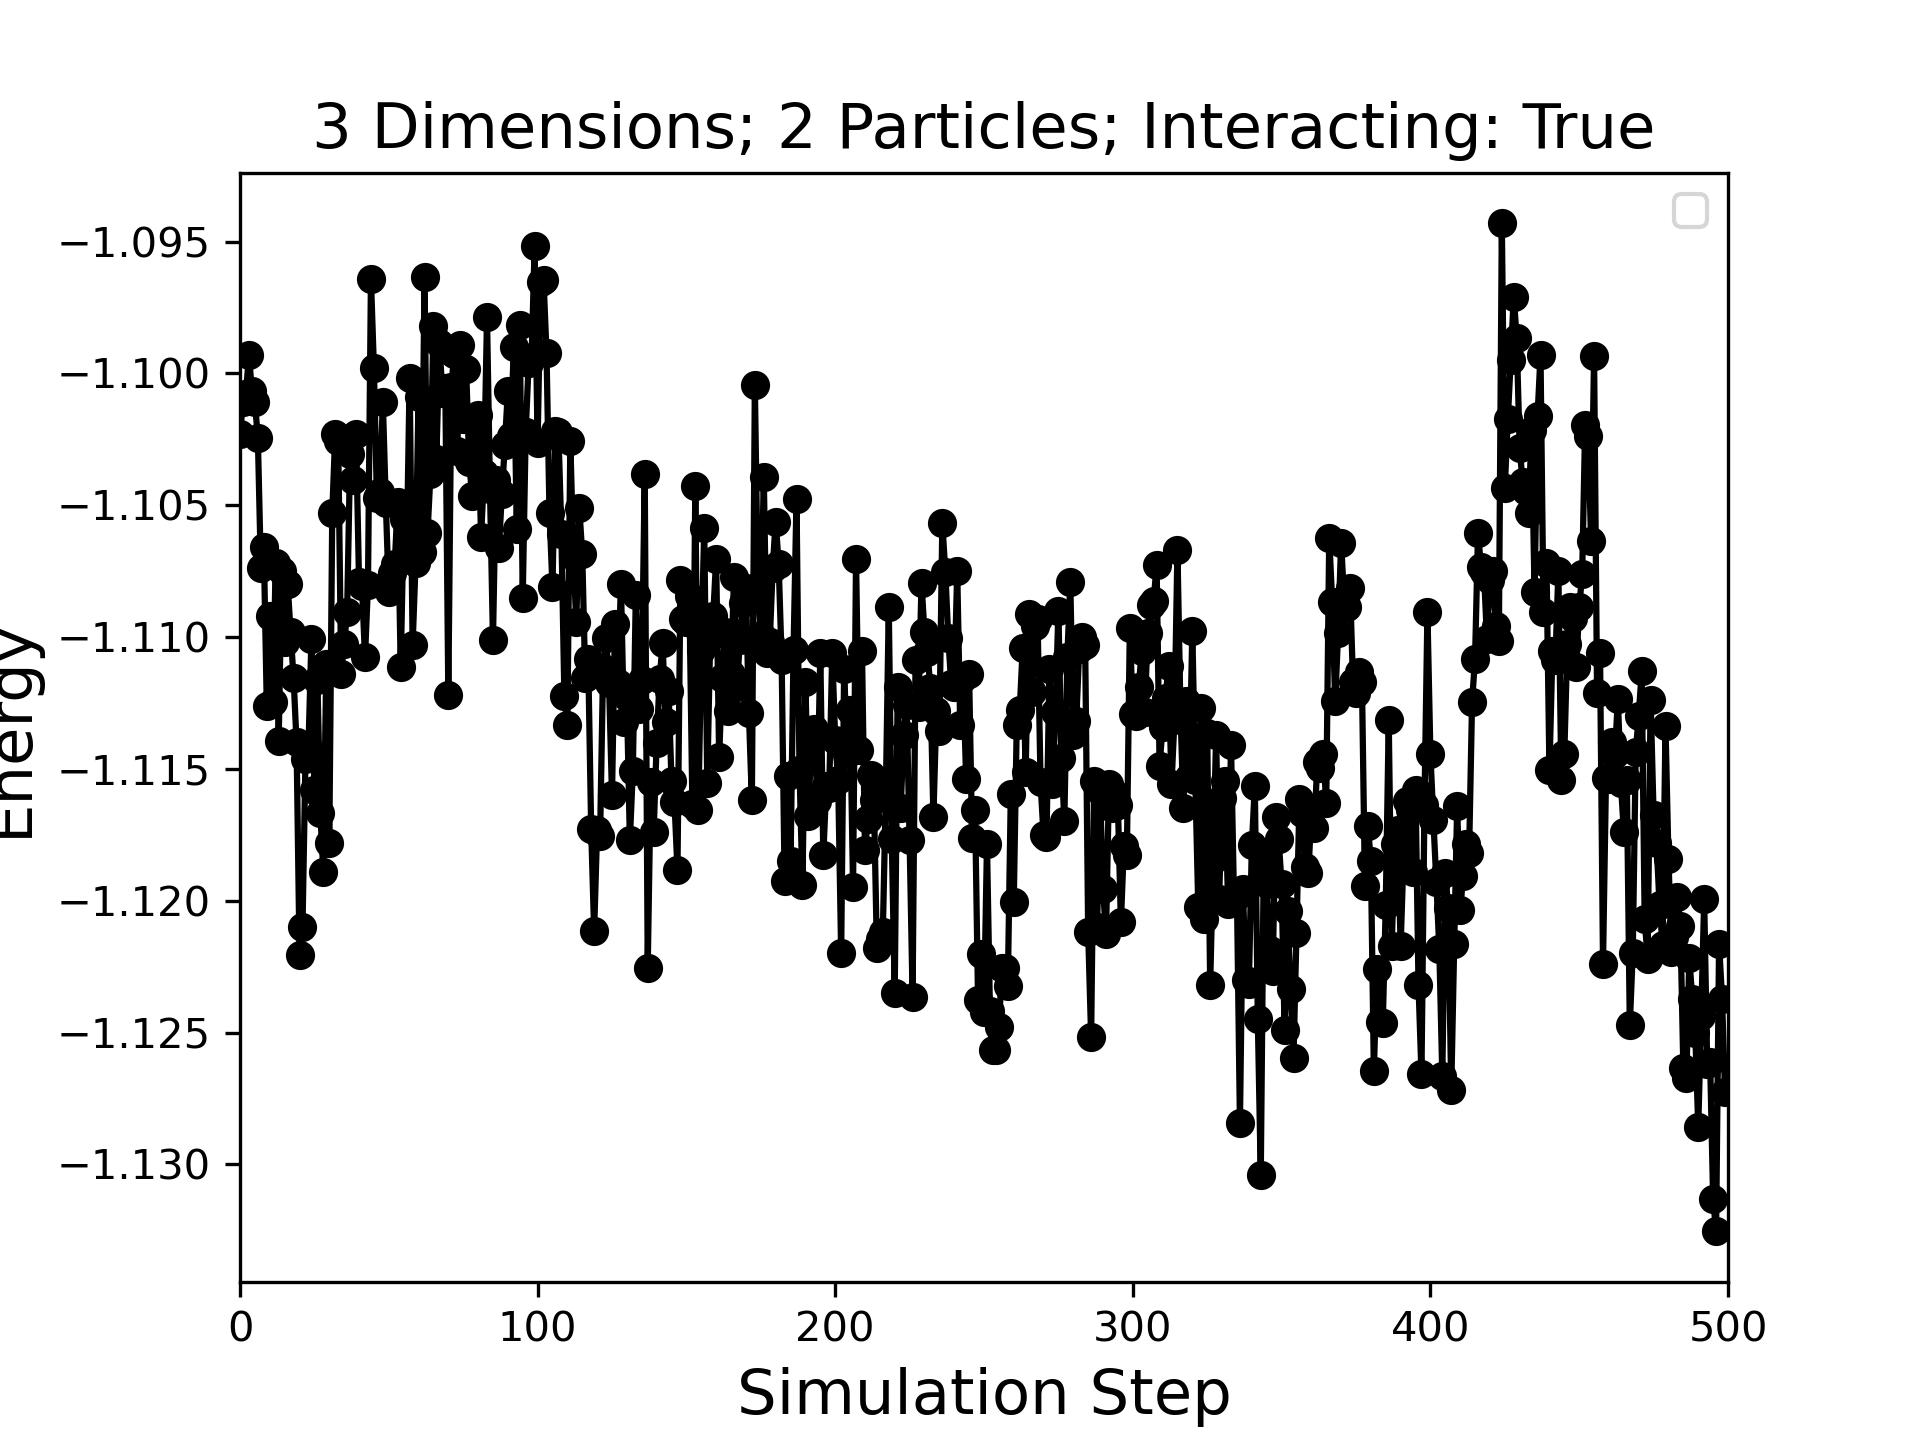 3 Dimensions; 2 Particles; Interacting: True
Energy
−1.095
−1.100
−1.105
−1.110
−1.115
−1.120
−1.125
−1.130
0 100 200 300 400 500
Simulation Step